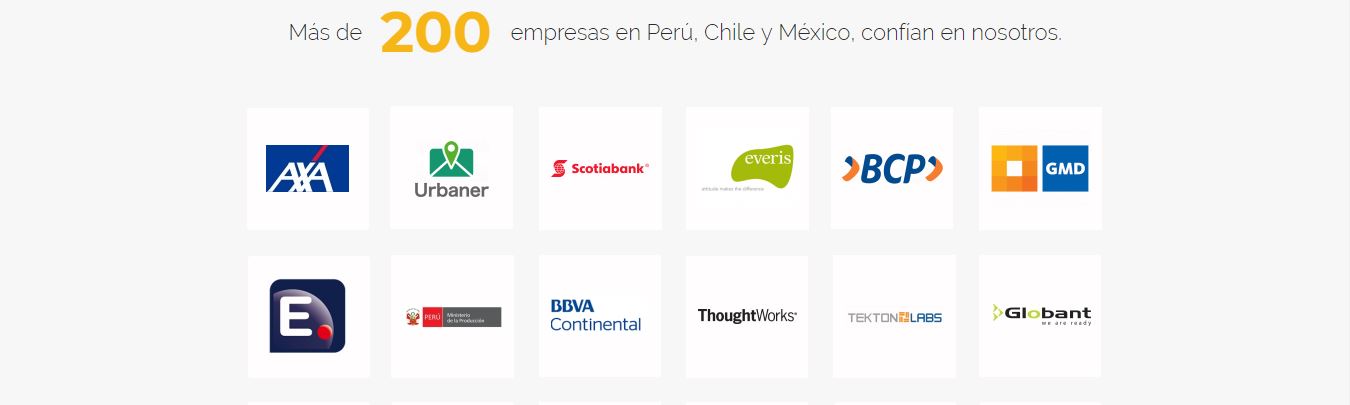 Más de 200 empresas en Perú, Chile y México, confían en nosotros.
AXA
Urbaner
Scotiabank®
everis
attitude makes the difference
BCP
GMD
E.
PERÚ Ministerio
de la Producción
BBVA
Continental
ThoughtWorks®
TEKTON LABS
Globant
we are ready